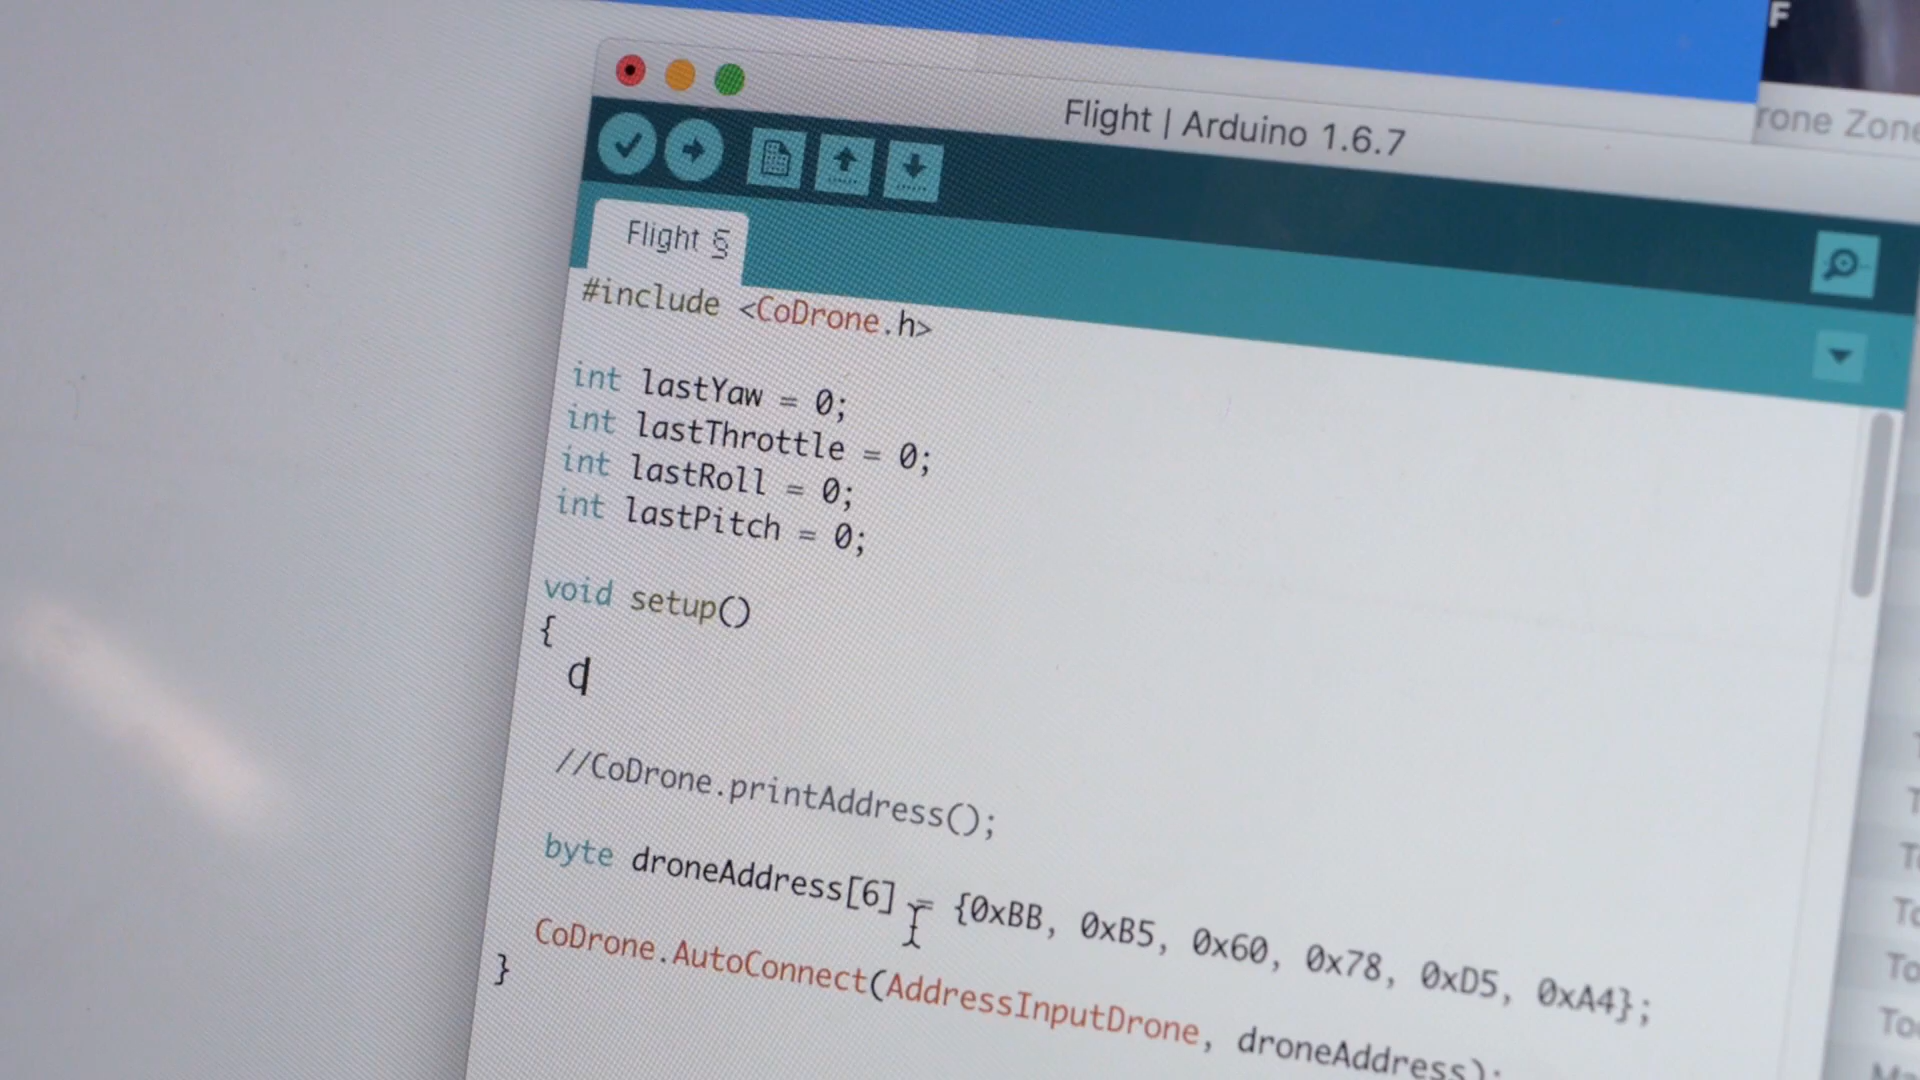 F
rone Zone
Flight | Arduino 1.6.7
Flight §
#include <CoDrone.h>
int lastYaw = 0;
int lastThrottle = 0;
int lastRoll = 0;
int lastPitch = 0;
void setup()
{
d
//CoDrone.printAddress();
byte droneAddress[6] = {0xBB, 0xB5, 0x60, 0x78, 0xD5, 0xA4};
CoDrone.AutoConnect(AddressInputDrone, droneAddress);
}